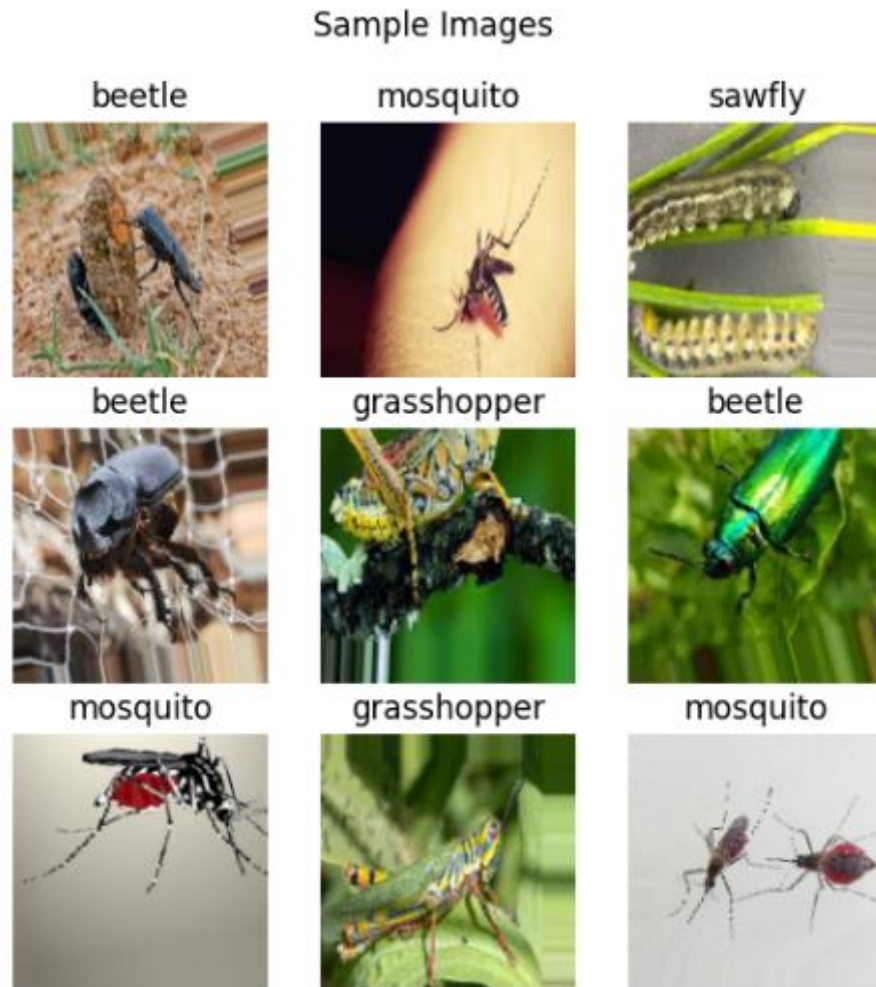 Sample Images
beetle
mosquito
sawfly
beetle
grasshopper
beetle
mosquito
grasshopper
mosquito